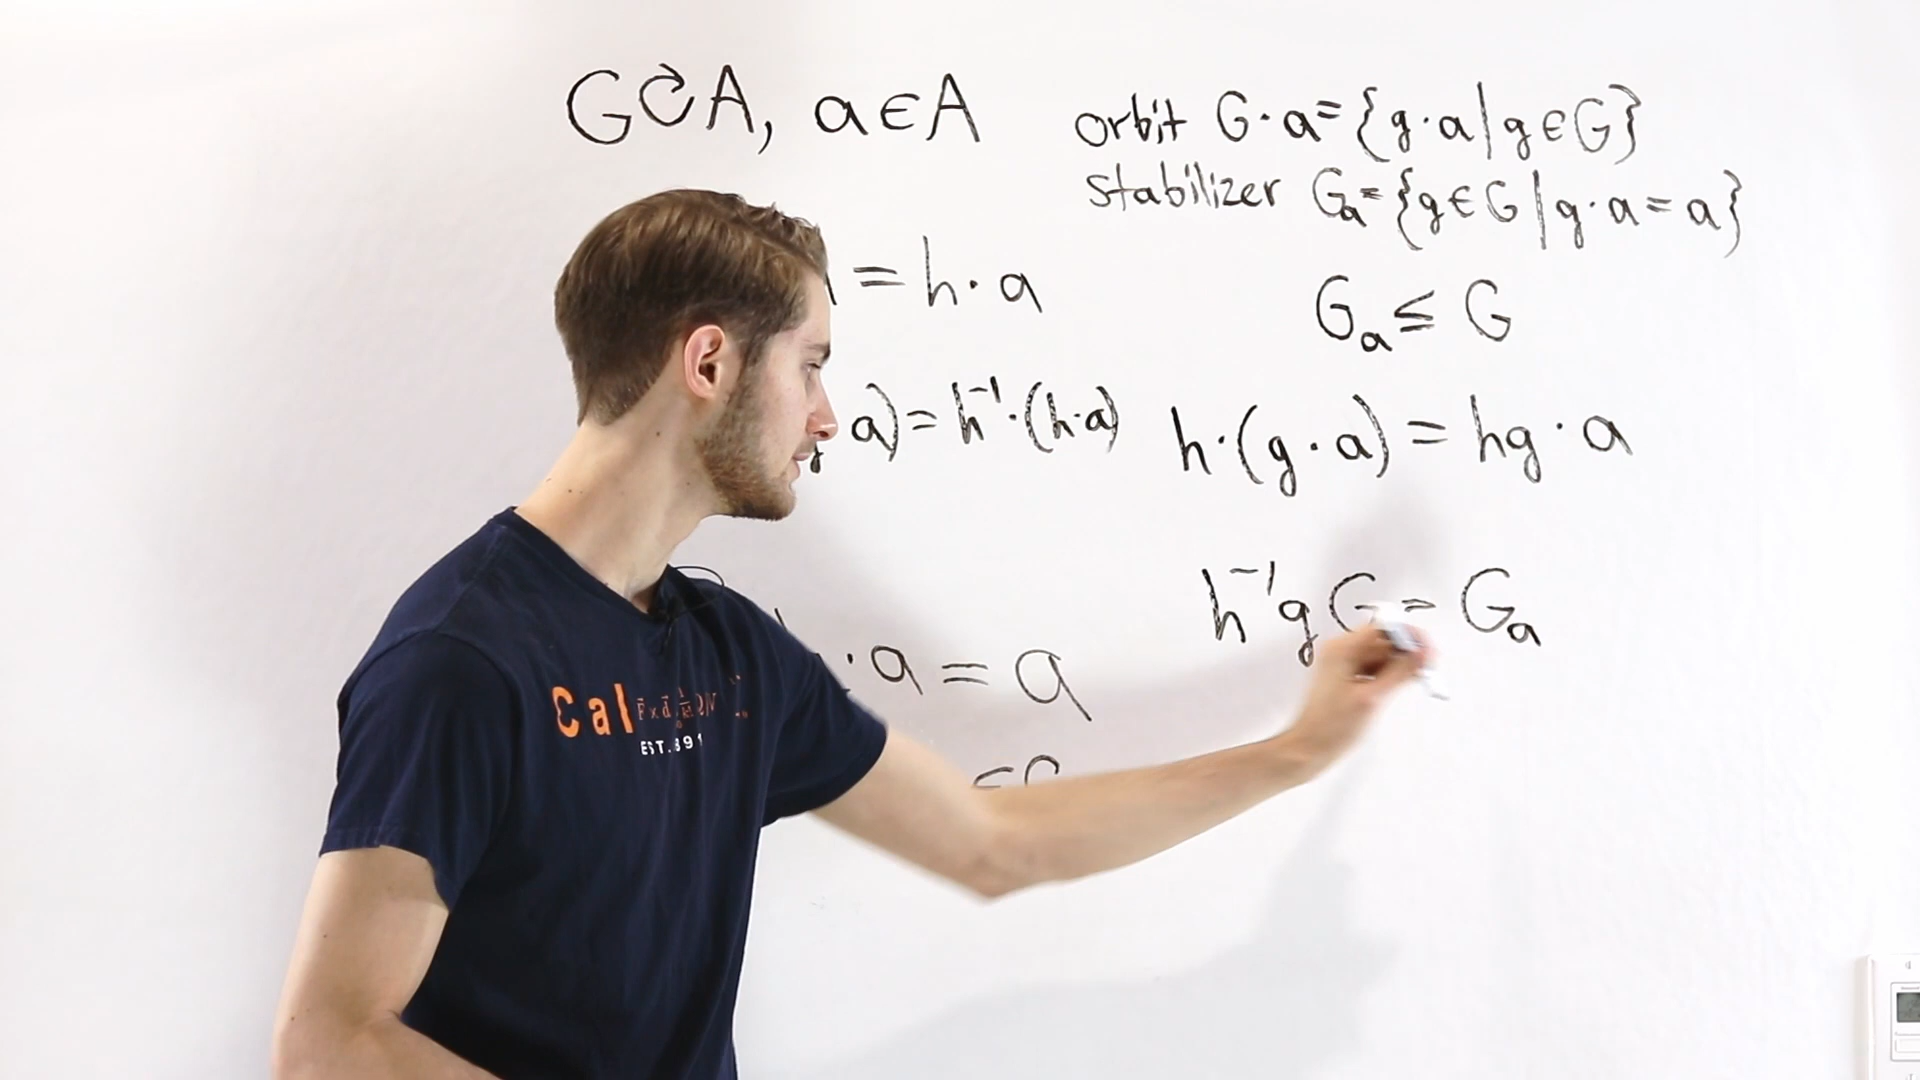 G↻A, a∈A
orbit G·a={g·a|g∈G}
stabilizer Gₐ={g∈G|g·a=a}
=h·a
Gₐ≤G
a)=h⁻¹·(h·a)
h·(g·a)=hg·a
h⁻¹gG=Gₐ
·a=a
Cal
EST.